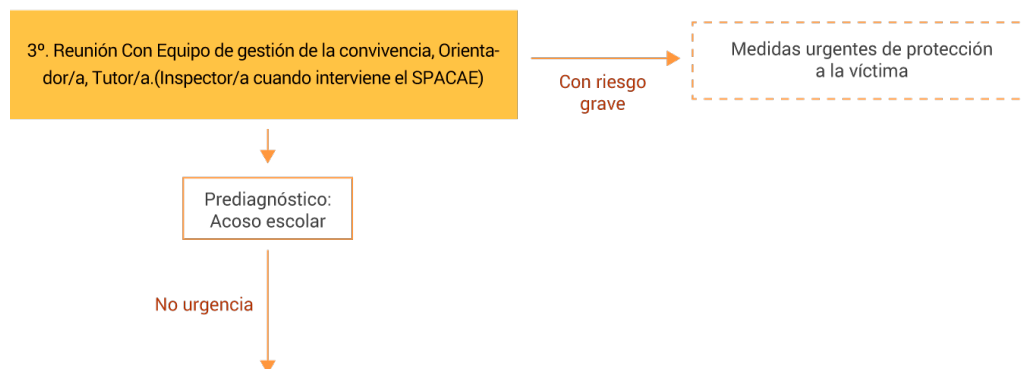 3º. Reunión Con Equipo de gestión de la convivencia, Orienta-
dor/a, Tutor/a.(Inspector/a cuando interviene el SPACAE)
Con riesgo
grave
Medidas urgentes de protección
a la víctima
Prediagnóstico:
Acoso escolar
No urgencia